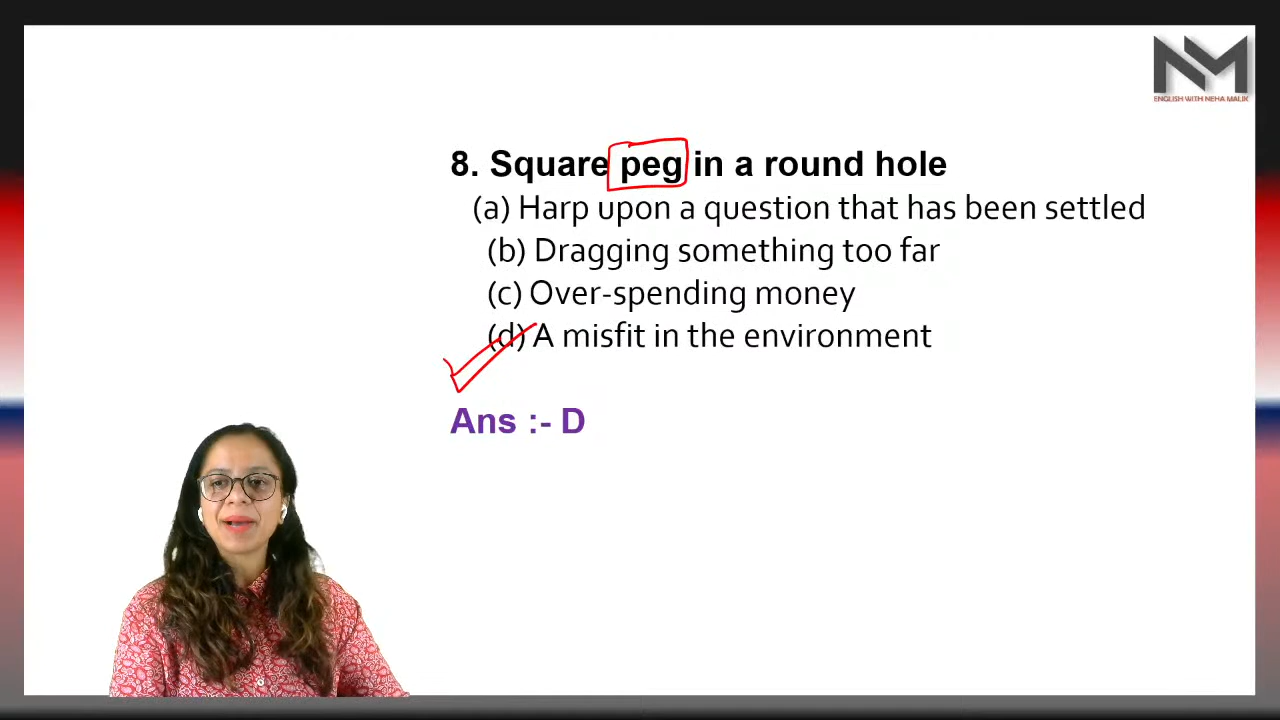 NM
ENGLISH WITH NEHA MALIK
8. Square peg in a round hole
(a) Harp upon a question that has been settled
(b) Dragging something too far
(c) Over-spending money
(d) A misfit in the environment
Ans :- D